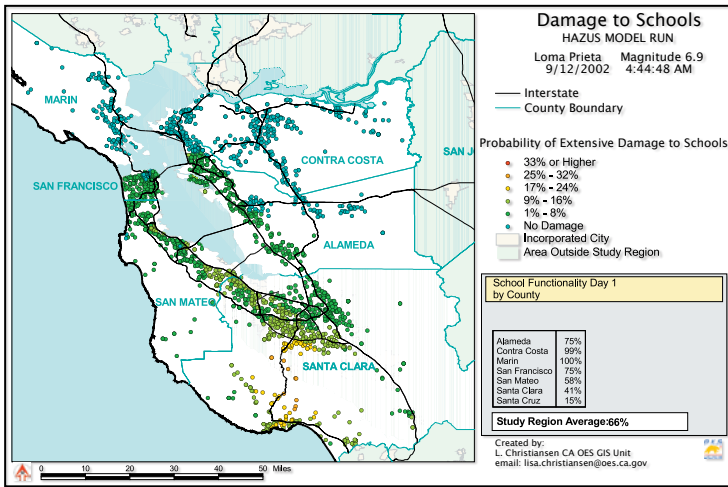 Damage to Schools
HAZUS MODEL RUN
Loma Prieta Magnitude 6.9
9/12/2002 4:44:48 AM
Interstate
County Boundary
Probability of Extensive Damage to Schools
33% or Higher
25% - 32%
17% - 24%
9% - 16%
1% - 8%
No Damage
Incorporated City
Area Outside Study Region
School Functionality Day 1
by County
Alameda 75%
Contra Costa 99%
Marin 100%
San Francisco 75%
San Mateo 58%
Santa Clara 41%
Santa Cruz 15%
Study Region Average:66%
Created by:
L. Christiansen CA OES GIS Unit
email: lisa.christiansen@oes.ca.gov
MARIN
CONTRA COSTA
SAN J
SAN FRANCISCO
ALAMEDA
SAN MATEO
SANTA CLARA
0 10 20 30 40 50 Miles